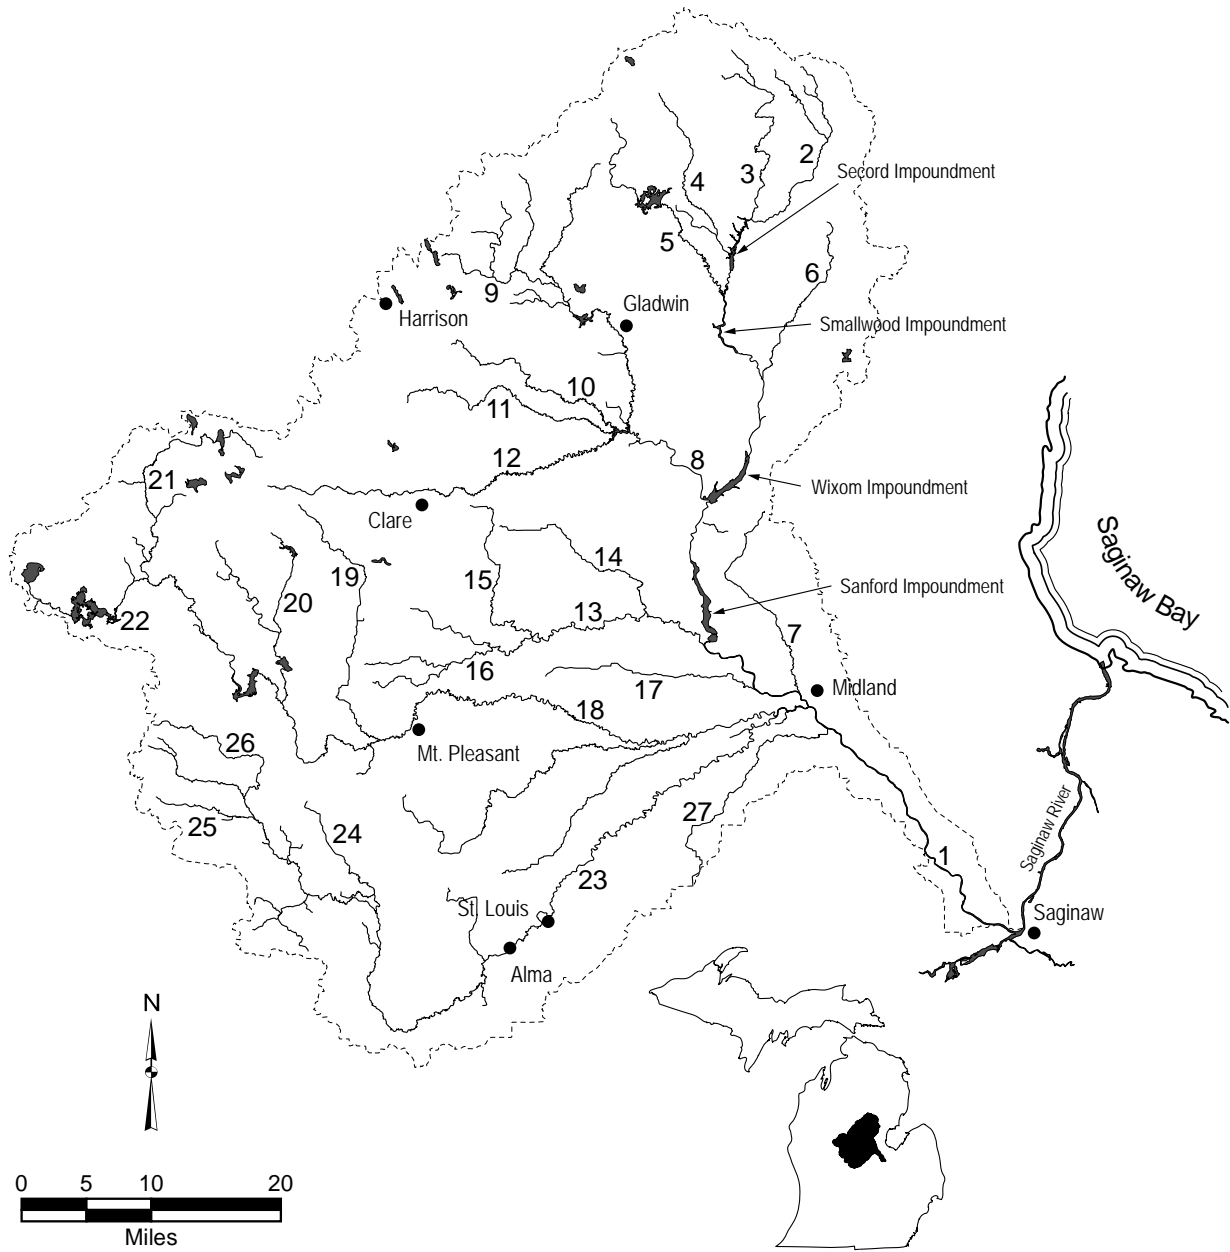 2
3
4
Secord Impoundment
5
6
9
Gladwin
Harrison
Smallwood Impoundment
10
11
12
8
21
Wixom Impoundment
Clare
Saginaw Bay
14
19
15
20
Sanford Impoundment
13
22
7
16
17
Midland
18
26
Mt. Pleasant
27
25
24
Saginaw River
1
23
St. Louis
Saginaw
Alma
N
0 5 10 20
Miles